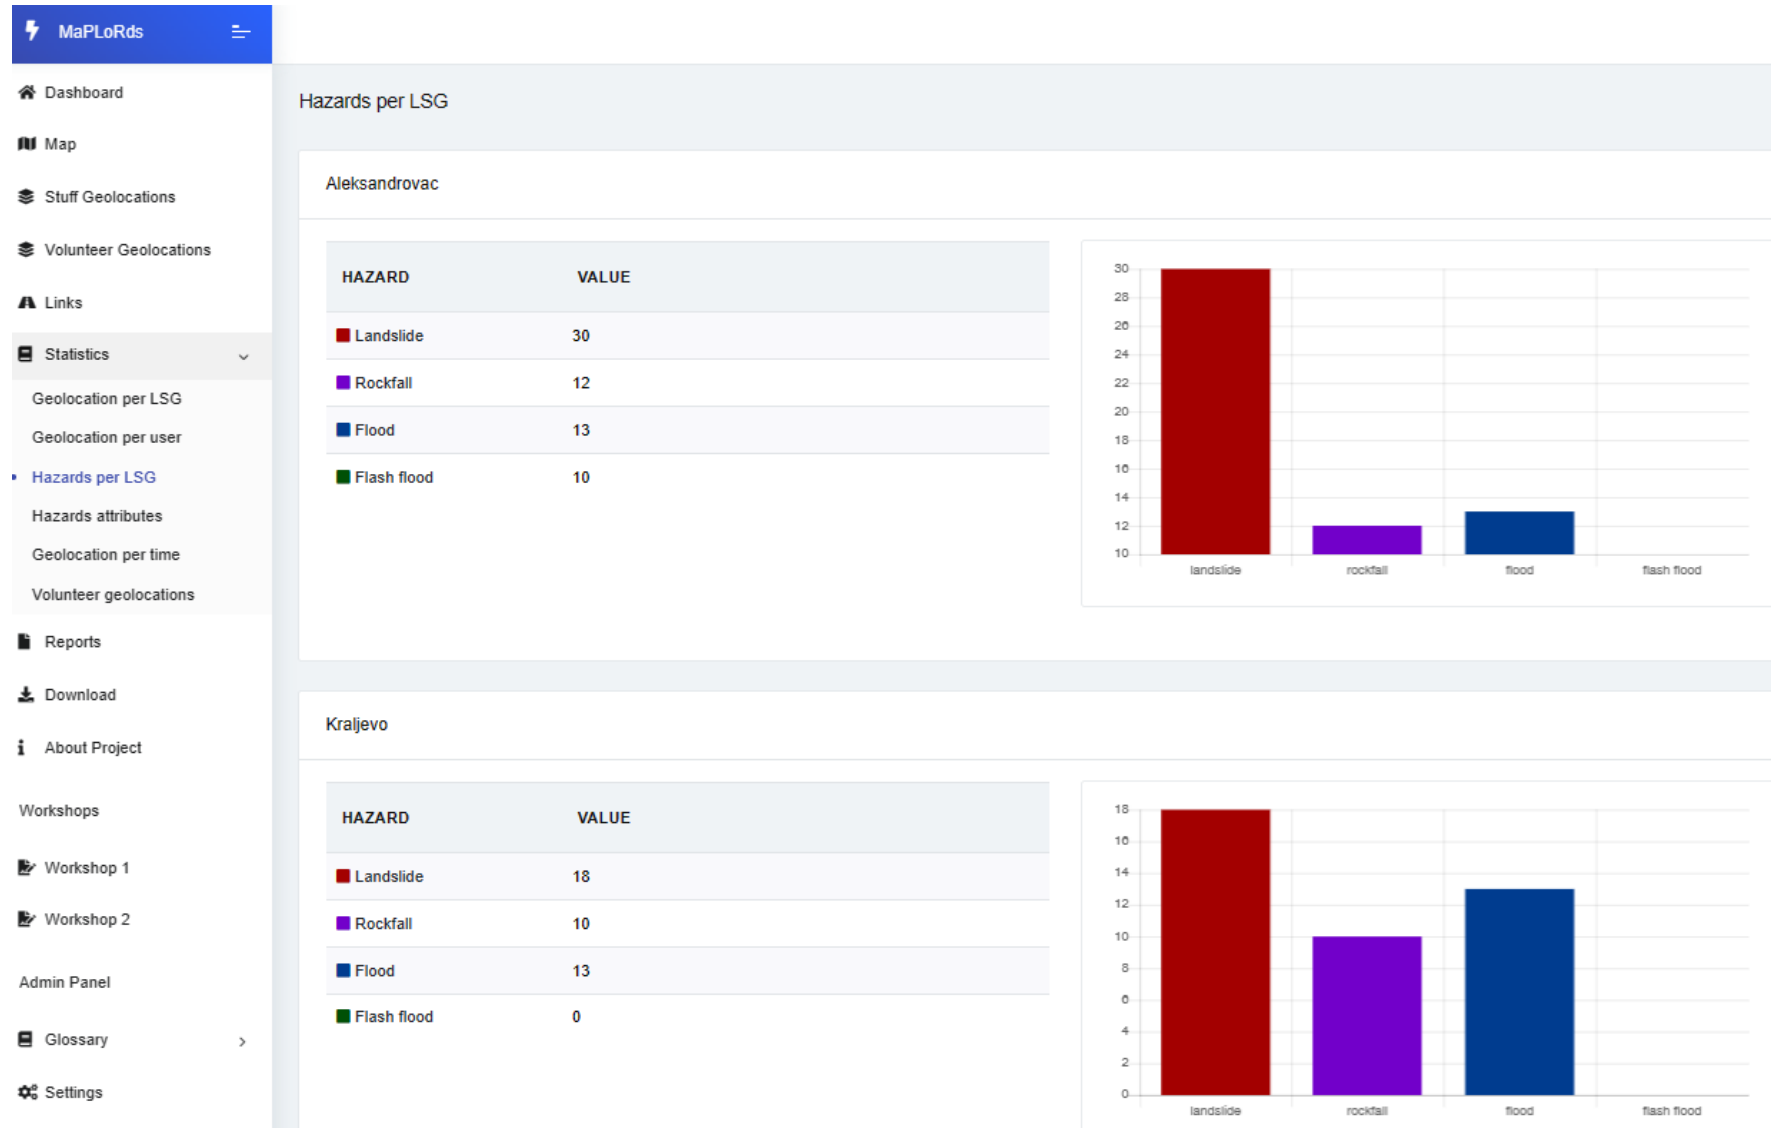 MaPLoRds
Dashboard
Map
Stuff Geolocations
Volunteer Geolocations
Links
Statistics
Geolocation per LSG
Geolocation per user
Hazards per LSG
Hazards attributes
Geolocation per time
Volunteer geolocations
Reports
Download
About Project
Workshops
Workshop 1
Workshop 2
Admin Panel
Glossary
Settings
Hazards per LSG
Aleksandrovac
HAZARD VALUE
Landslide 30
Rockfall 12
Flood 13
Flash flood 10
30
28
26
24
22
20
18
16
14
12
10
landslide rockfall flood flash flood
Kraljevo
HAZARD VALUE
Landslide 18
Rockfall 10
Flood 13
Flash flood 0
18
16
14
12
10
8
6
4
2
0
landslide rockfall flood flash flood